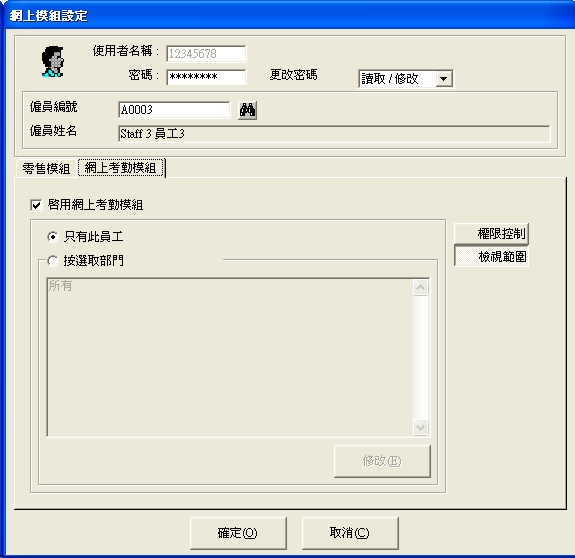 網上模組設定
使用者名稱 : 12345678
密碼 : ******** 更改密碼 讀取 / 修改
僱員編號 A0003
僱員姓名 Staff 3 員工3
零售模組 網上考勤模組
啓用網上考勤模組
只有此員工 權限控制
按選取部門 檢視範圍
所有
修改(E)
確定(O) 取消(C)